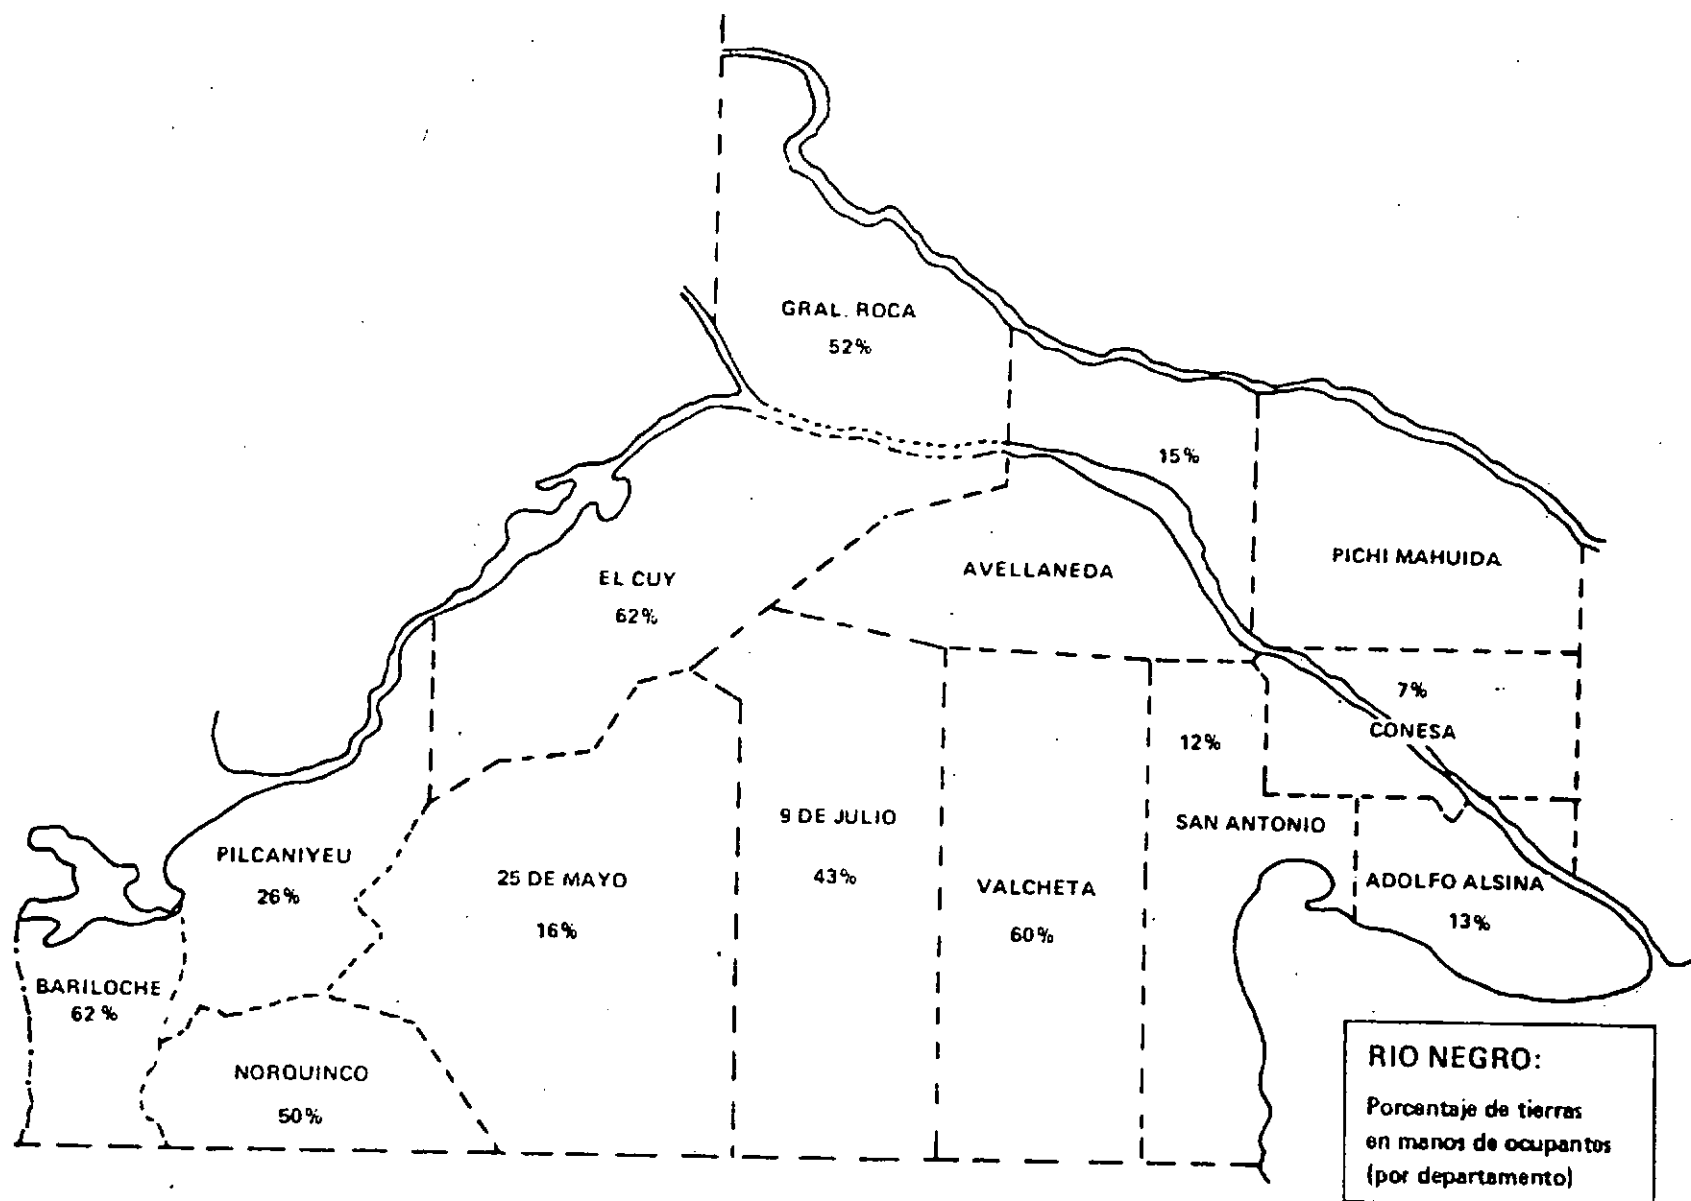 GRAL. ROCA
52%
15%
AVELLANEDA
PICHI MAHUIDA
EL CUY
62%
7%
CONESA
12%
SAN ANTONIO
9 DE JULIO
43%
PILCANIYEU
26%
25 DE MAYO
16%
VALCHETA
60%
ADOLFO ALSINA
13%
BARILOCHE
62%
NORQUINCO
50%
RIO NEGRO:
Porcentaje de tierras
en manos de ocupantos
(por departamento)